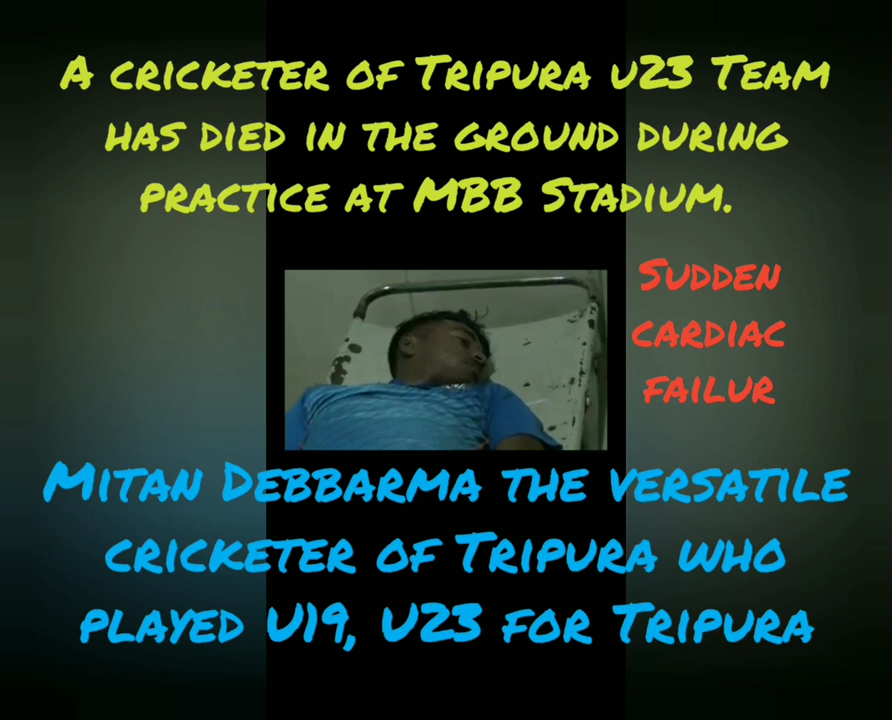 A CRICKETER OF TRIPURA U23 TEAM
HAS DIED IN THE GROUND DURING
PRACTICE AT MBB STADIUM.
SUDDEN
CARDIAC
FAILUR
MITAN DEBBARMA THE VERSATILE
CRICKETER OF TRIPURA WHO
PLAYED U19, U23 FOR TRIPURA